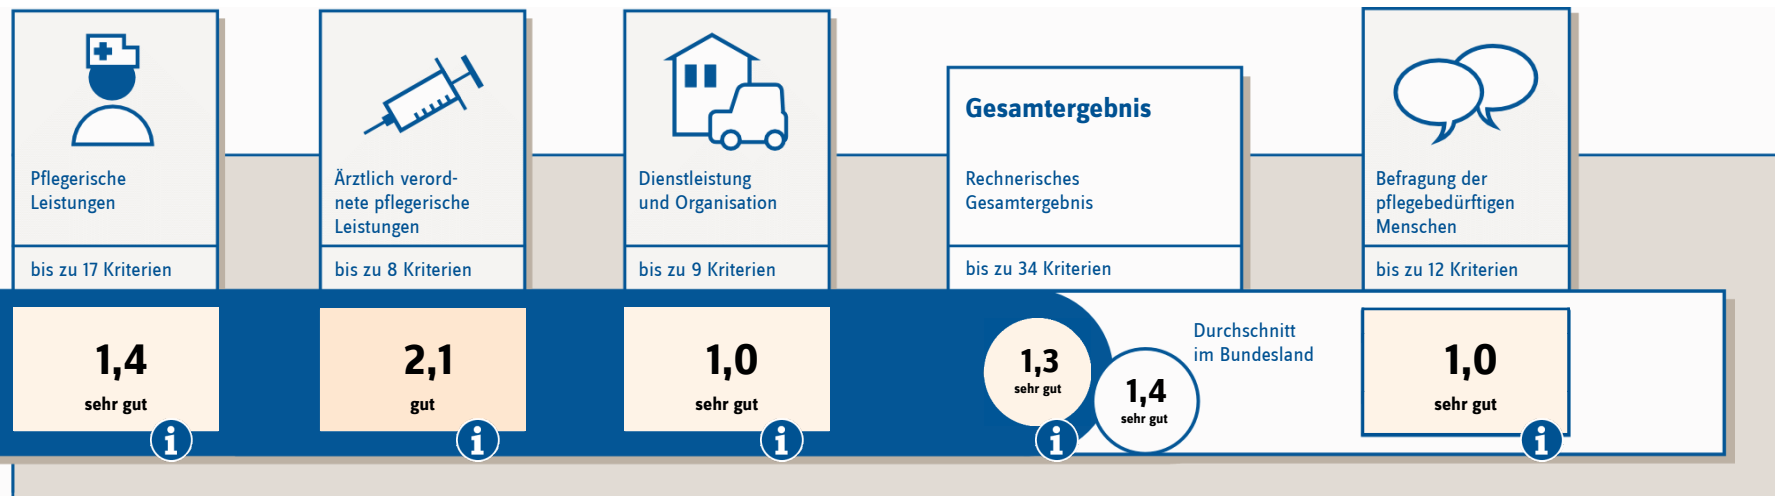 Pflegerische
Leistungen
bis zu 17 Kriterien
1,4
sehr gut
i
Ärztlich verord-
nete pflegerische
Leistungen
bis zu 8 Kriterien
2,1
gut
i
Dienstleistung
und Organisation
bis zu 9 Kriterien
1,0
sehr gut
i
Gesamtergebnis
Rechnerisches
Gesamtergebnis
bis zu 34 Kriterien
1,3
sehr gut
i
1,4
sehr gut
Durchschnitt
im Bundesland
Befragung der
pflegebedürftigen
Menschen
bis zu 12 Kriterien
1,0
sehr gut
i